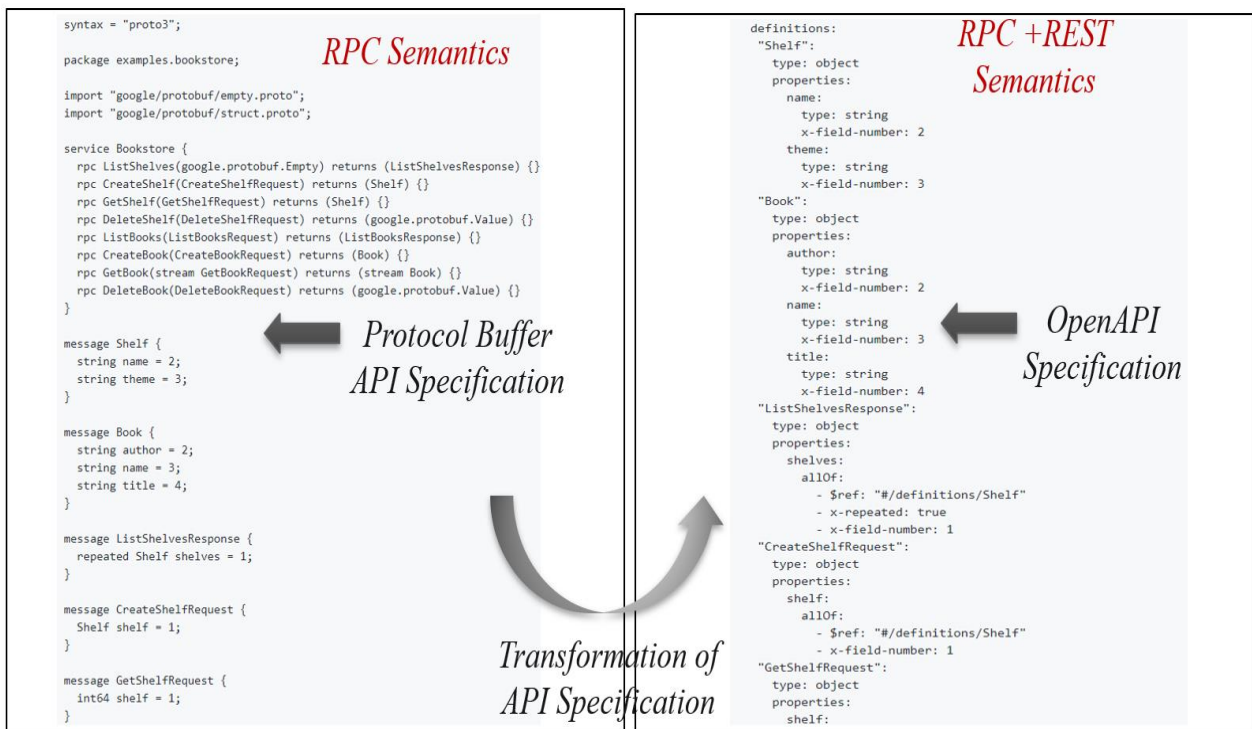 syntax = "proto3";
package examples.bookstore;
import "google/protobuf/empty.proto";
import "google/protobuf/struct.proto";
service Bookstore {
  rpc ListShelves(google.protobuf.Empty) returns (ListShelvesResponse) {}
  rpc CreateShelf(CreateShelfRequest) returns (Shelf) {}
  rpc GetShelf(GetShelfRequest) returns (Shelf) {}
  rpc DeleteShelf(DeleteShelfRequest) returns (google.protobuf.Value) {}
  rpc ListBooks(ListBooksRequest) returns (ListBooksResponse) {}
  rpc CreateBook(CreateBookRequest) returns (Book) {}
  rpc GetBook(stream GetBookRequest) returns (stream Book) {}
  rpc DeleteBook(DeleteBookRequest) returns (google.protobuf.Value) {}
}
message Shelf {
  string name = 2;
  string theme = 3;
}
message Book {
  string author = 2;
  string name = 3;
  string title = 4;
}
message ListShelvesResponse {
  repeated Shelf shelves = 1;
}
message CreateShelfRequest {
  Shelf shelf = 1;
}
message GetShelfRequest {
  int64 shelf = 1;
}
RPC Semantics
Protocol Buffer
API Specification
Transformation of
API Specification
definitions:
  "Shelf":
    type: object
    properties:
      name:
        type: string
        x-field-number: 2
      theme:
        type: string
        x-field-number: 3
  "Book":
    type: object
    properties:
      author:
        type: string
        x-field-number: 2
      name:
        type: string
        x-field-number: 3
      title:
        type: string
        x-field-number: 4
  "ListShelvesResponse":
    type: object
    properties:
      shelves:
        allOf:
          - $ref: "#/definitions/Shelf"
          - x-repeated: true
          - x-field-number: 1
  "CreateShelfRequest":
    type: object
    properties:
      shelf:
        allOf:
          - $ref: "#/definitions/Shelf"
          - x-field-number: 1
  "GetShelfRequest":
    type: object
    properties:
      shelf:
RPC +REST
Semantics
OpenAPI
Specification